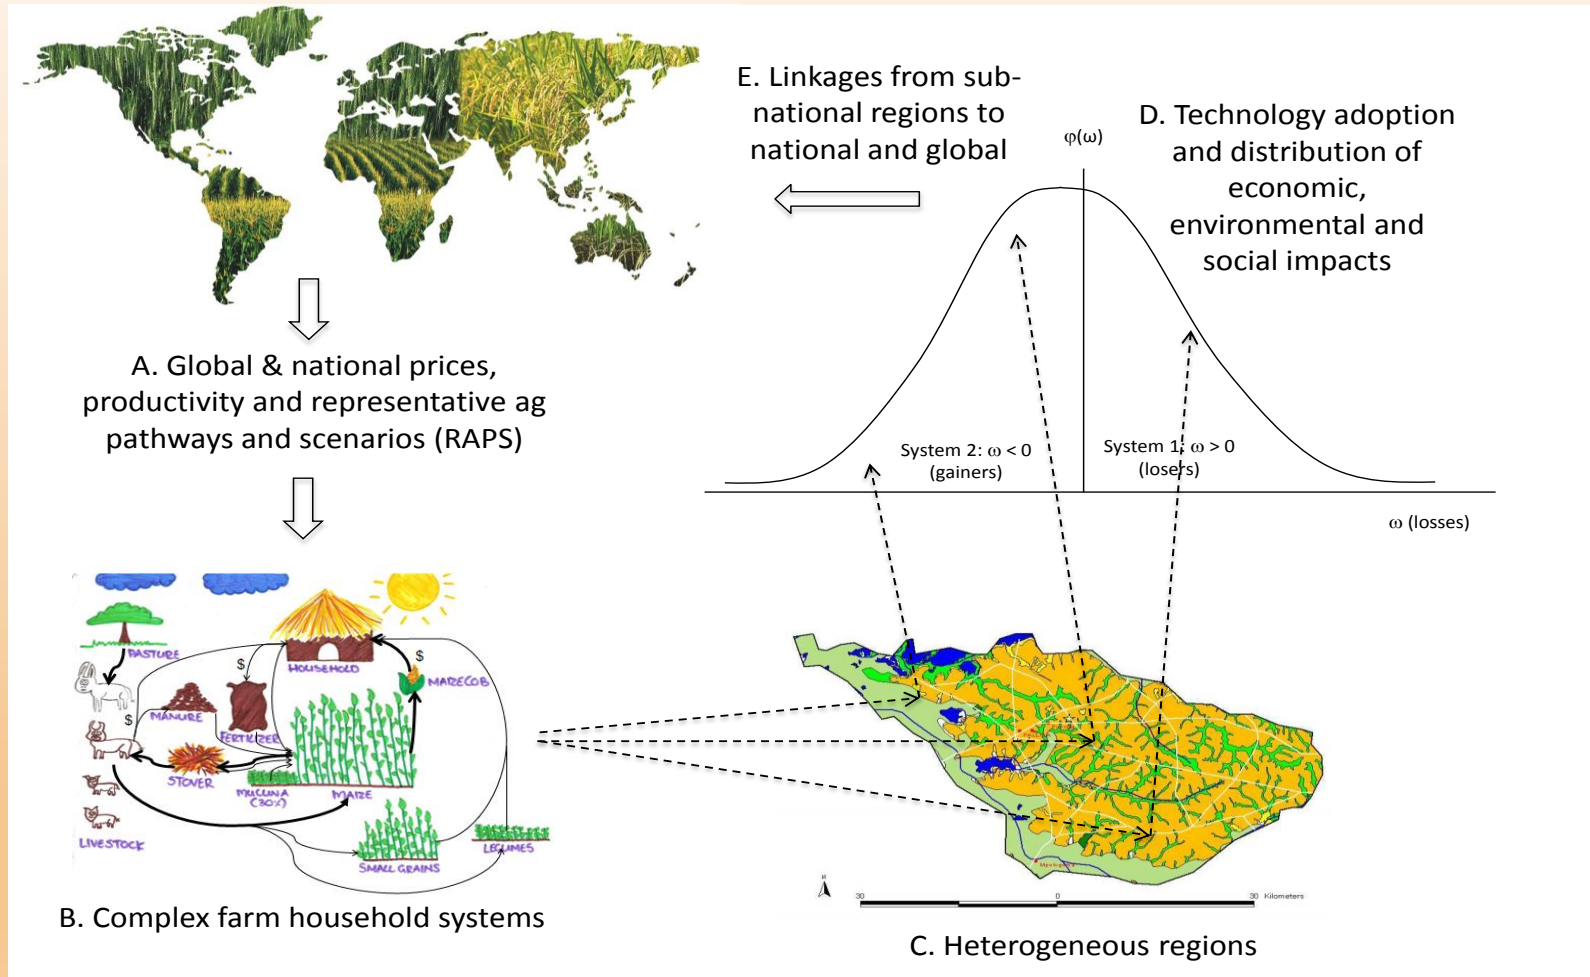 E. Linkages from sub-
national regions to
national and global
D. Technology adoption
and distribution of
economic,
environmental and
social impacts
φ(ω)
A. Global & national prices,
productivity and representative ag
pathways and scenarios (RAPS)
System 2: ω < 0
(gainers)
System 1: ω > 0
(losers)
ω (losses)
PASTURE
$
HOUSEHOLD
$
MAIZECOB
MANURE
$
FERTILIZER
STOVER
MUCUNA
(30%)
MAIZE
LIVESTOCK
SMALL GRAINS
LEGUMES
B. Complex farm household systems
N
30
0
30 Kilometers
C. Heterogeneous regions